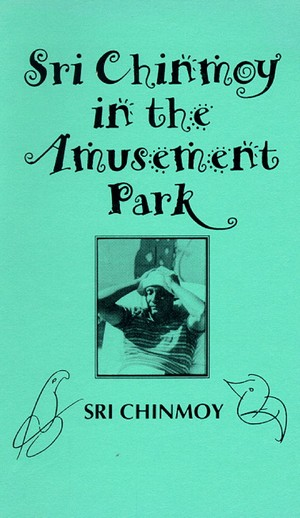 Sri Chinmoy
in the
Amusement
Park
SRI CHINMOY